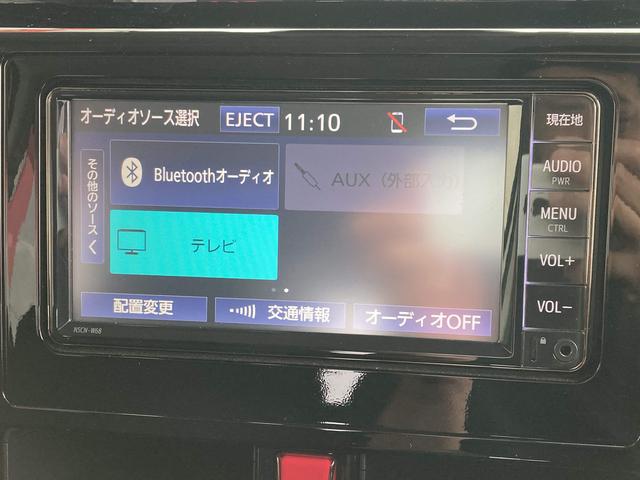 オーディオソース選択 EJECT 11:10
その他のソース
Bluetoothオーディオ
AUX (外部入力)
テレビ
配置変更
交通情報
オーディオOFF
NSCN-W68
現在地
AUDIO
PWR
MENU
CTRL
VOL+
VOL-